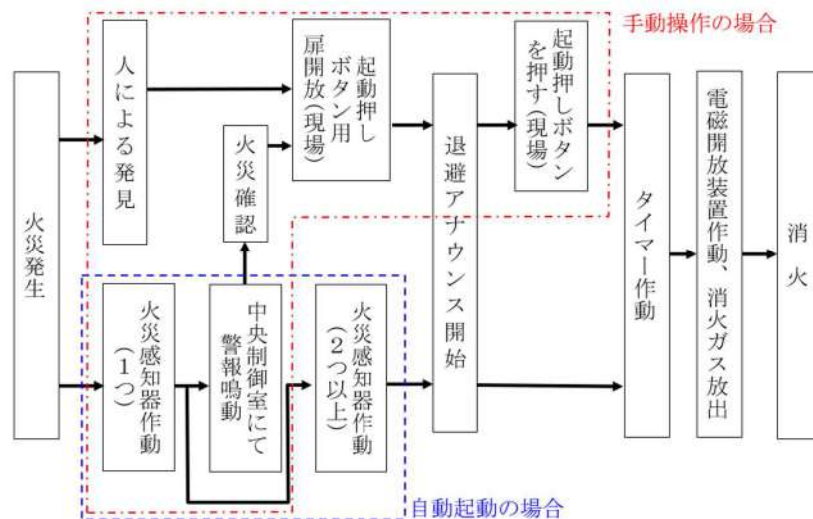 手動操作の場合
火災発生
人による発見
火災確認
起動押し
ボタン用
扉開放(現場)
退避アナウンス開始
起動押しボタン
を押す(現場)
タイマー作動
電磁開放装置作動、消火ガス放出
消火
火災感知器作動
(1つ)
中央制御室にて
警報鳴動
火災感知器作動
(2つ以上)
自動起動の場合